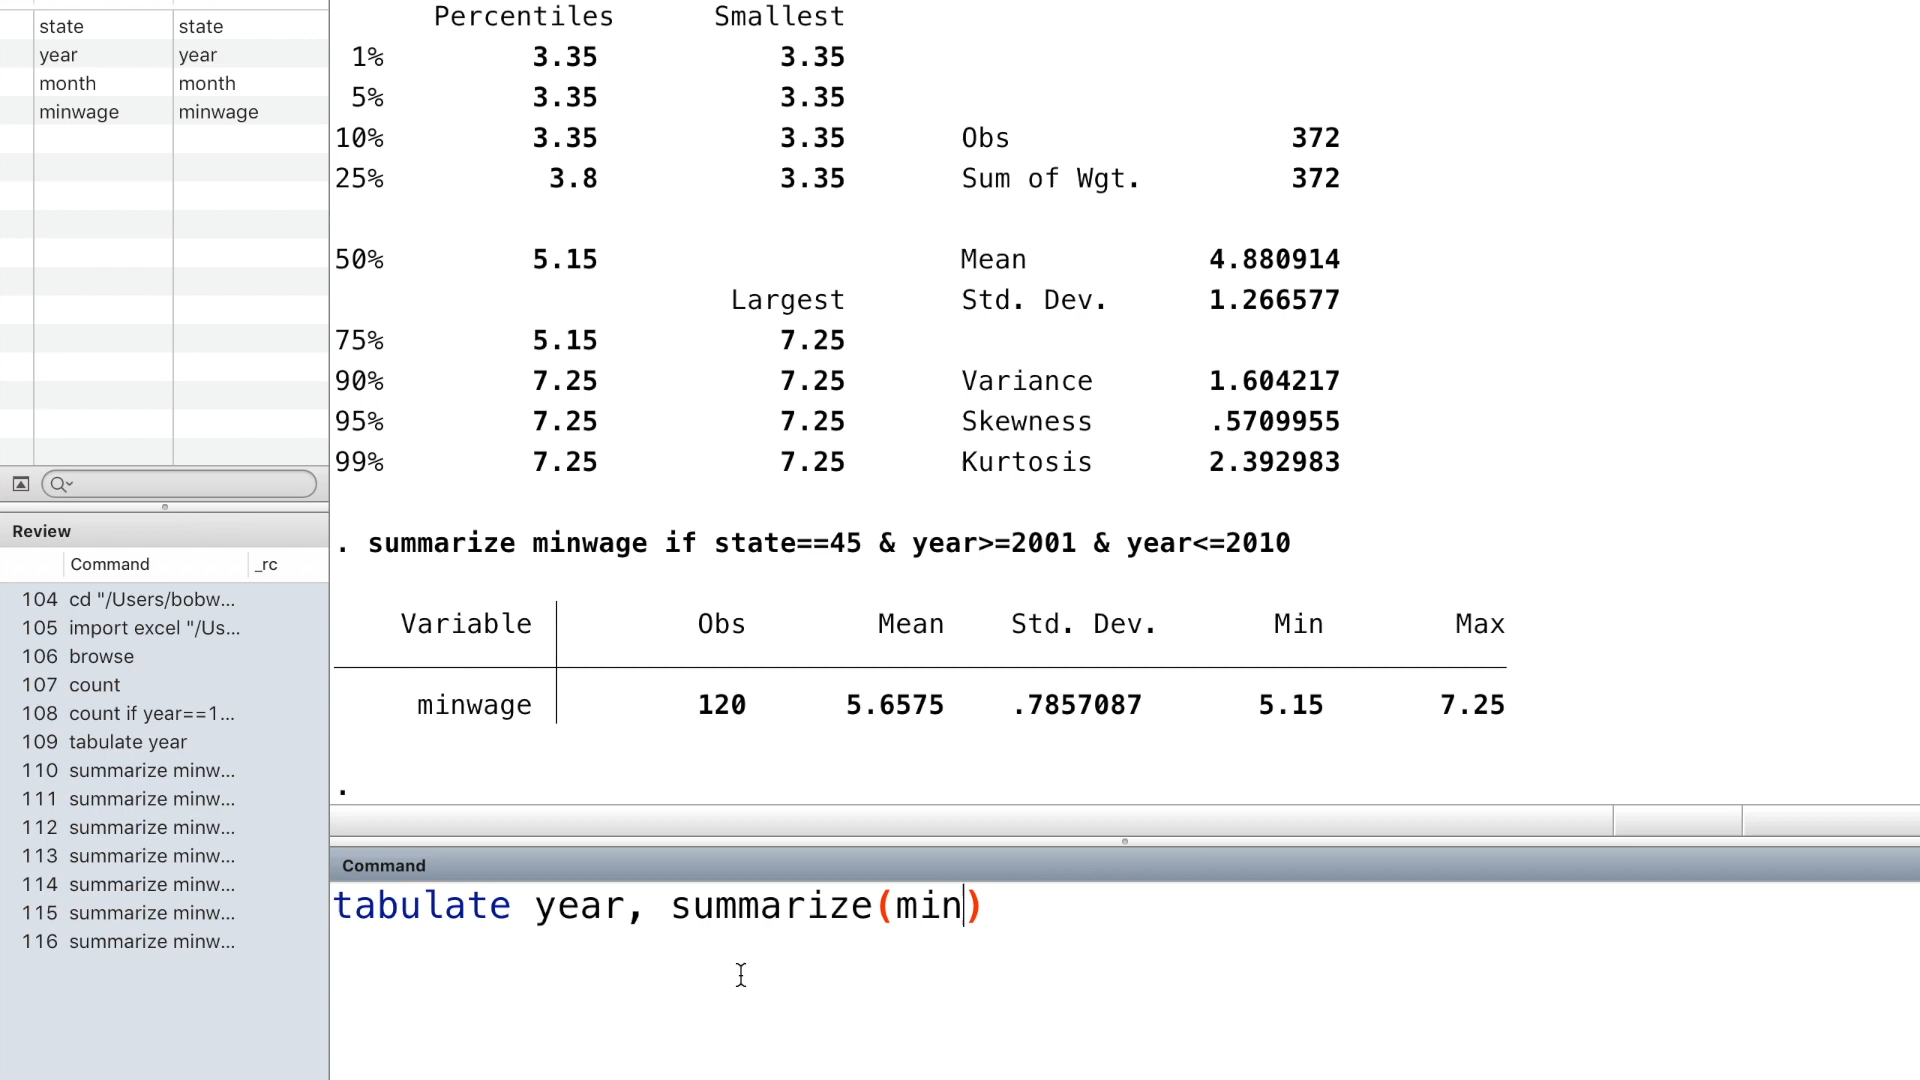 state state
year year
month month
minwage minwage
Review
Command _rc
104 cd "/Users/bobw...
105 import excel "/Us...
106 browse
107 count
108 count if year==1...
109 tabulate year
110 summarize minw...
111 summarize minw...
112 summarize minw...
113 summarize minw...
114 summarize minw...
115 summarize minw...
116 summarize minw...
Percentiles Smallest
1% 3.35 3.35
5% 3.35 3.35
10% 3.35 3.35 Obs 372
25% 3.8 3.35 Sum of Wgt. 372
50% 5.15 Mean 4.880914
Largest Std. Dev. 1.266577
75% 5.15 7.25
90% 7.25 7.25 Variance 1.604217
95% 7.25 7.25 Skewness .5709955
99% 7.25 7.25 Kurtosis 2.392983
. summarize minwage if state==45 & year>=2001 & year<=2010
Variable Obs Mean Std. Dev. Min Max
minwage 120 5.6575 .7857087 5.15 7.25
.
Command
tabulate year, summarize(min)